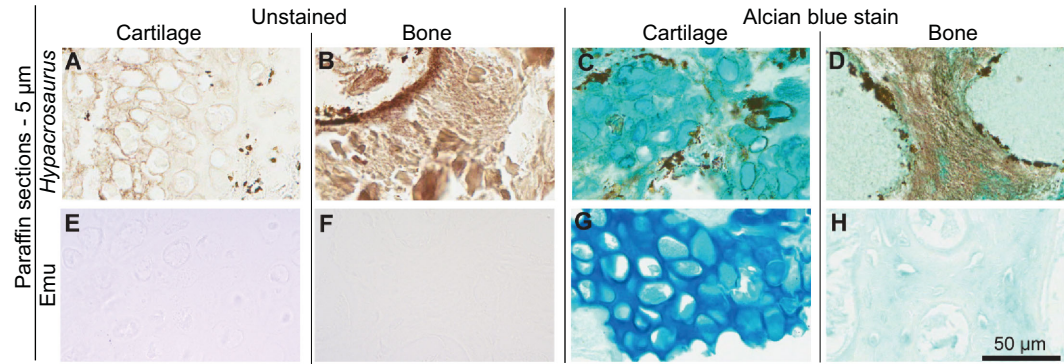 Unstained
Alcian blue stain
Cartilage
Bone
Cartilage
Bone
Paraffin sections - 5 µm
Hypacrosaurus
Emu
A
B
C
D
E
F
G
H
50 µm